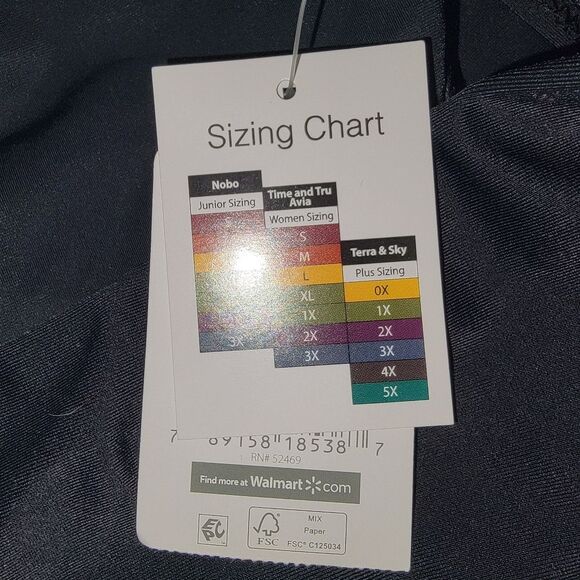 Sizing Chart
Nobo
Junior Sizing
3X
Time and Tru
Avia
Women Sizing
S
M
L
XL
1X
2X
3X
Terra & Sky
Plus Sizing
0X
1X
2X
3X
4X
5X
7 89158 18538 7
RN# 52469
Find more at Walmart.com
EPC
FSC
MIX
Paper
FSC® C125034